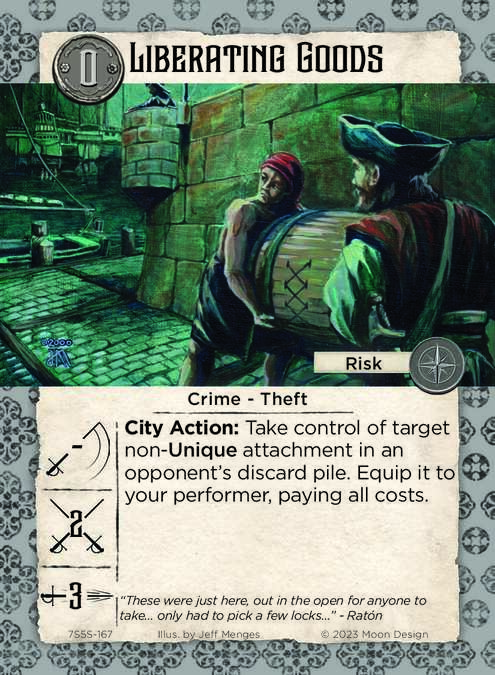 0 LIBERATING GOODS
©2000
Risk
Crime - Theft
City Action: Take control of target
non-Unique attachment in an
opponent's discard pile. Equip it to
your performer, paying all costs.
-
2
3
“These were just here, out in the open for anyone to
take... only had to pick a few locks...” - Ratón
7S5S-167 Illus. by Jeff Menges © 2023 Moon Design